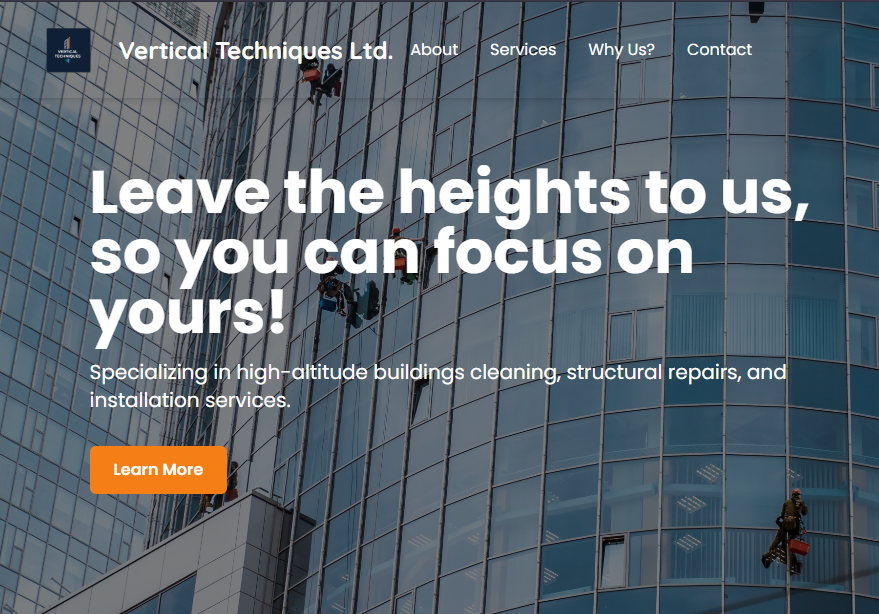 VERTICAL
TECHNIQUES
Vertical Techniques Ltd.
About
Services
Why Us?
Contact
Leave the heights to us,
so you can focus on
yours!
Specializing in high-altitude buildings cleaning, structural repairs, and
installation services.
Learn More